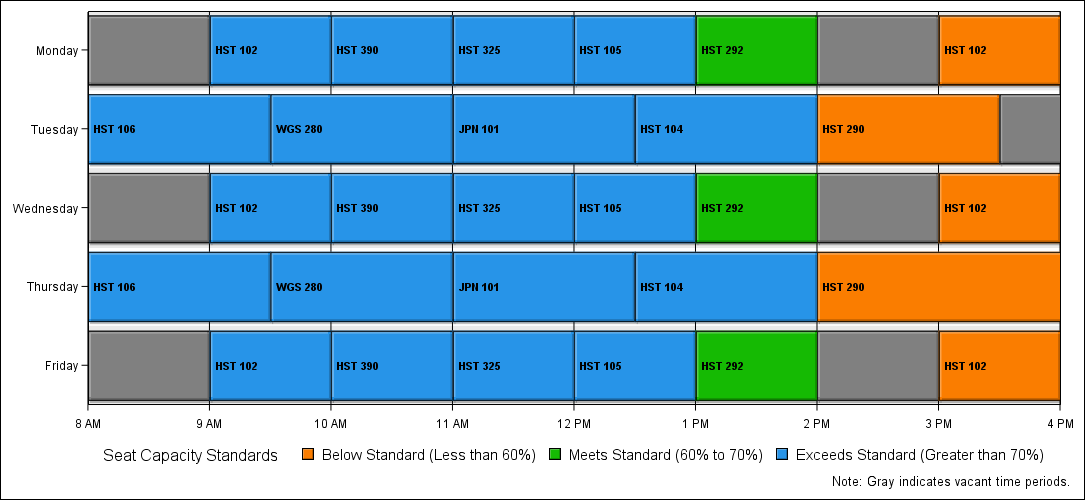 Monday HST 102 HST 390 HST 325 HST 105 HST 292 HST 102
Tuesday HST 106 WGS 280 JPN 101 HST 104 HST 290
Wednesday HST 102 HST 390 HST 325 HST 105 HST 292 HST 102
Thursday HST 106 WGS 280 JPN 101 HST 104 HST 290
Friday HST 102 HST 390 HST 325 HST 105 HST 292 HST 102
8 AM 9 AM 10 AM 11 AM 12 PM 1 PM 2 PM 3 PM 4 PM
Seat Capacity Standards Below Standard (Less than 60%) Meets Standard (60% to 70%) Exceeds Standard (Greater than 70%)
Note: Gray indicates vacant time periods.